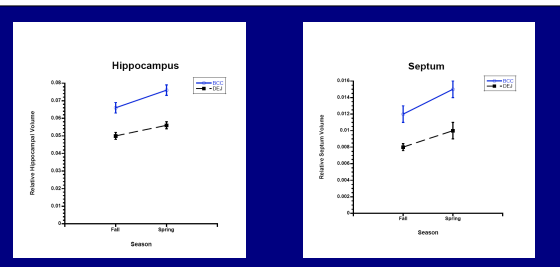 Hippocampus
BCC
DEJ
0.08
0.07
0.06
0.05
0.04
0.03
0.02
0.01
0
Relative Hippocampal Volume
Fall
Spring
Season
Septum
BCC
DEJ
0.016
0.014
0.012
0.01
0.008
0.006
0.004
0.002
0
Relative Septum Volume
Fall
Spring
Season